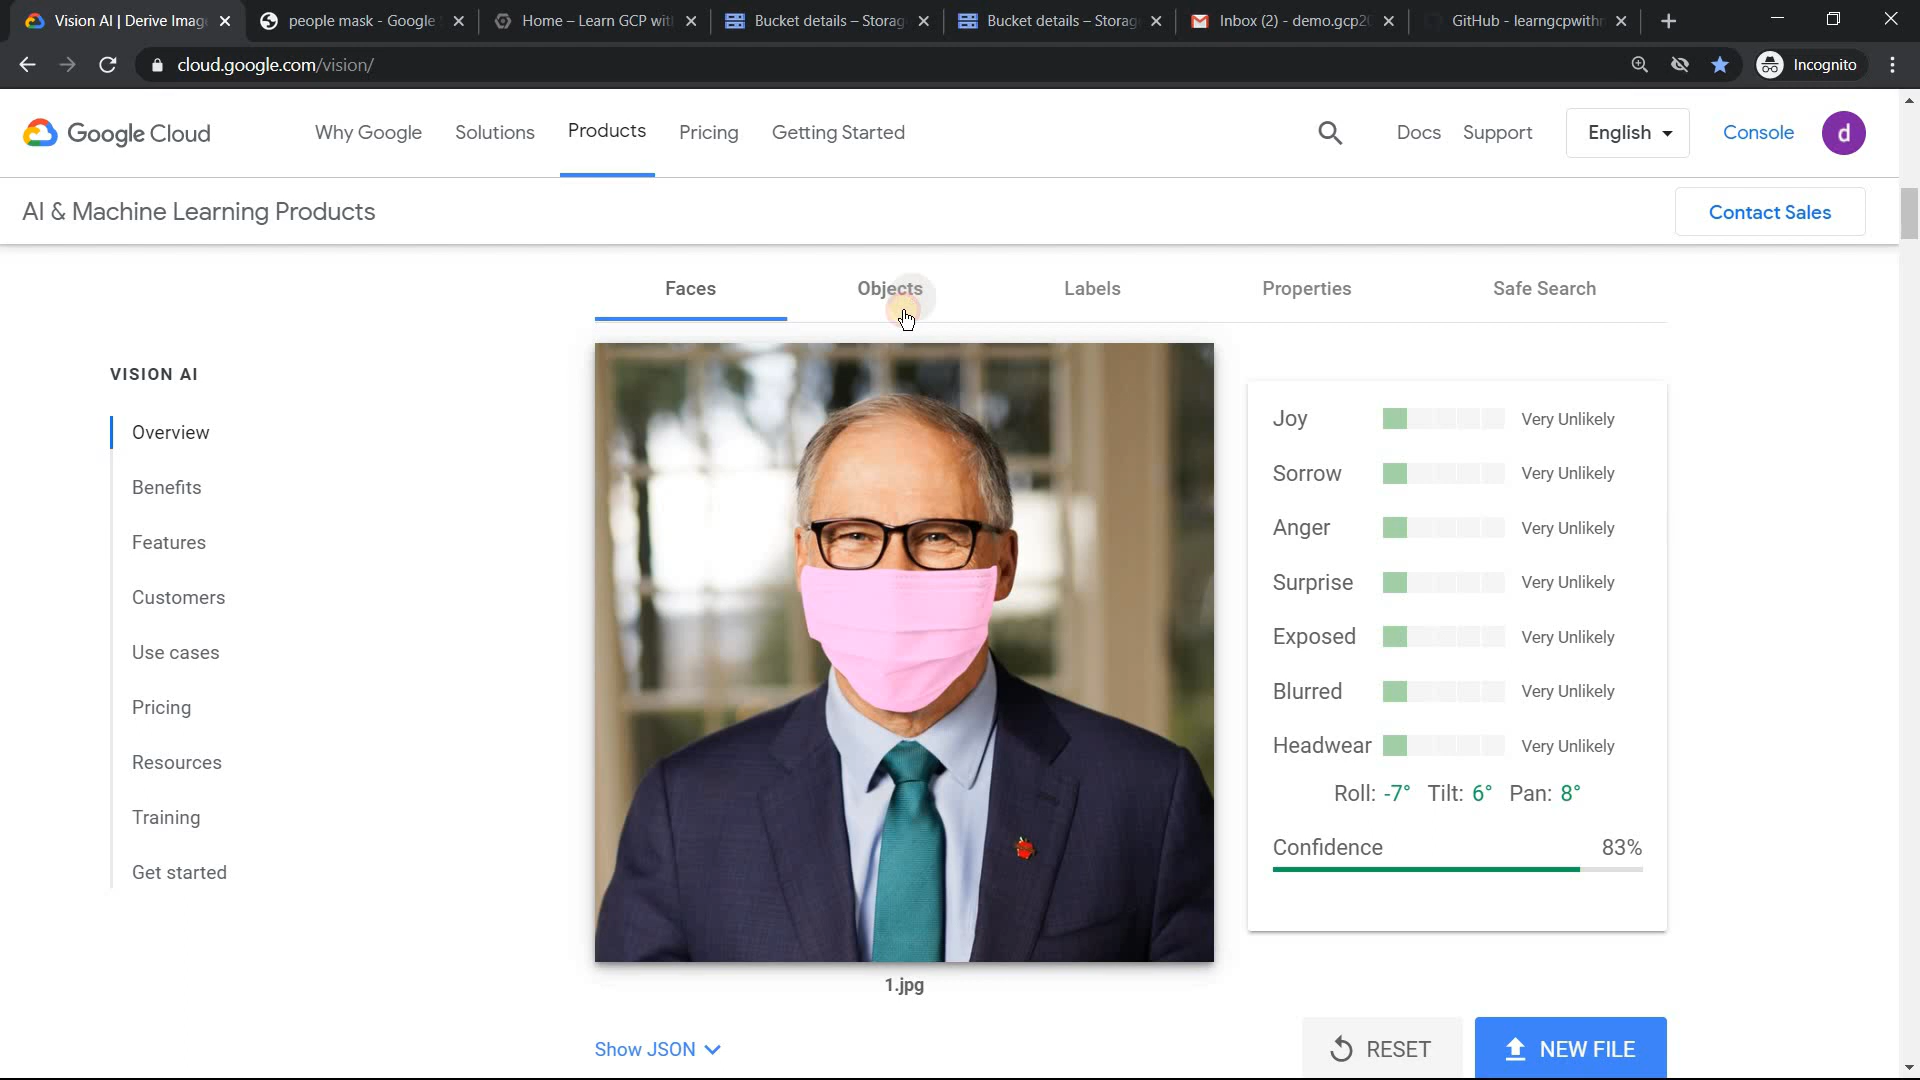 Vision AI | Derive Image
people mask - Google
Home – Learn GCP wit
Bucket details – Storag
Bucket details – Storag
Inbox (2) - demo.gcp2
GitHub - learngcpwith
cloud.google.com/vision/
Incognito
Google Cloud
Why Google
Solutions
Products
Pricing
Getting Started
Docs
Support
English
Console
d
AI & Machine Learning Products
Contact Sales
Faces
Objects
Labels
Properties
Safe Search
VISION AI
Overview
Benefits
Features
Customers
Use cases
Pricing
Resources
Training
Get started
Joy Very Unlikely
Sorrow Very Unlikely
Anger Very Unlikely
Surprise Very Unlikely
Exposed Very Unlikely
Blurred Very Unlikely
Headwear Very Unlikely
Roll: -7° Tilt: 6° Pan: 8°
Confidence 83%
1.jpg
Show JSON
RESET
NEW FILE